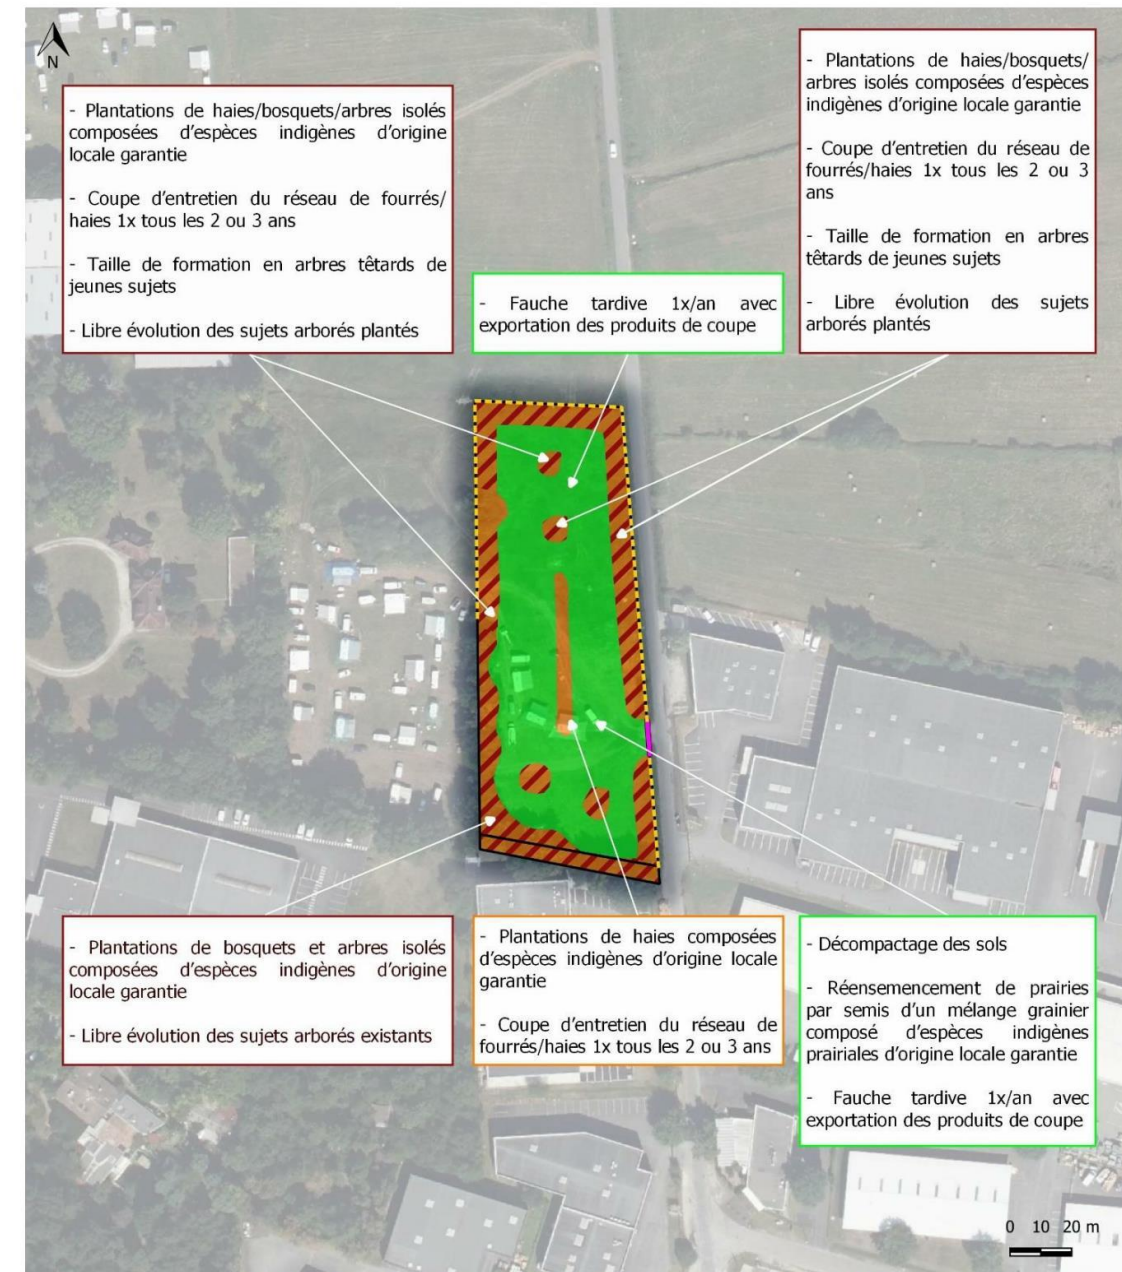 N
- Plantations de haies/bosquets/arbres isolés
composées d'espèces indigènes d'origine
locale garantie
- Coupe d'entretien du réseau de fourrés/
haies 1x tous les 2 ou 3 ans
- Taille de formation en arbres têtards de
jeunes sujets
- Libre évolution des sujets arborés plantés
- Fauche tardive 1x/an avec
exportation des produits de coupe
- Plantations de haies/bosquets/
arbres isolés composées d'espèces
indigènes d'origine locale garantie
- Coupe d'entretien du réseau de
fourrés/haies 1x tous les 2 ou 3
ans
- Taille de formation en arbres
têtards de jeunes sujets
- Libre évolution des sujets
arborés plantés
- Plantations de bosquets et arbres isolés
composées d'espèces indigènes d'origine
locale garantie
- Libre évolution des sujets arborés existants
- Plantations de haies composées
d'espèces indigènes d'origine locale
garantie
- Coupe d'entretien du réseau de
fourrés/haies 1x tous les 2 ou 3 ans
- Décompactage des sols
- Réensemencement de prairies
par semis d'un mélange grainier
composé d'espèces indigènes
prairiales d'origine locale garantie
- Fauche tardive 1x/an avec
exportation des produits de coupe
0 10 20 m